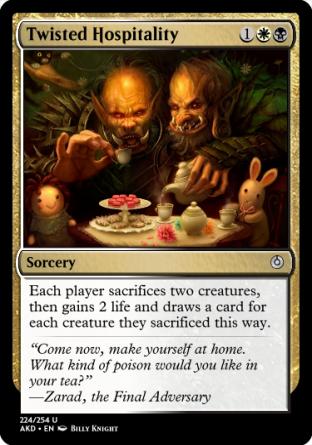 Twisted Hospitality 1
Sorcery
Each player sacrifices two creatures,
then gains 2 life and draws a card for
each creature they sacrificed this way.
“Come now, make yourself at home.
What kind of poison would you like in
your tea?”
—Zarad, the Final Adversary
224/254 U
AKD • EN Billy Knight